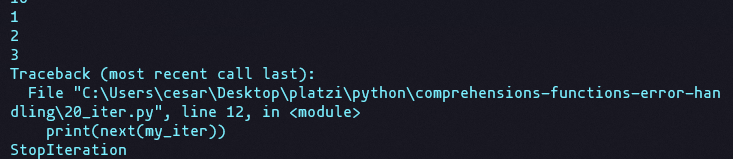 10
1
2
3
Traceback (most recent call last):
  File "C:\Users\cesar\Desktop\platzi\python\comprehensions-functions-error-han
dling\20_iter.py", line 12, in <module>
    print(next(my_iter))
StopIteration